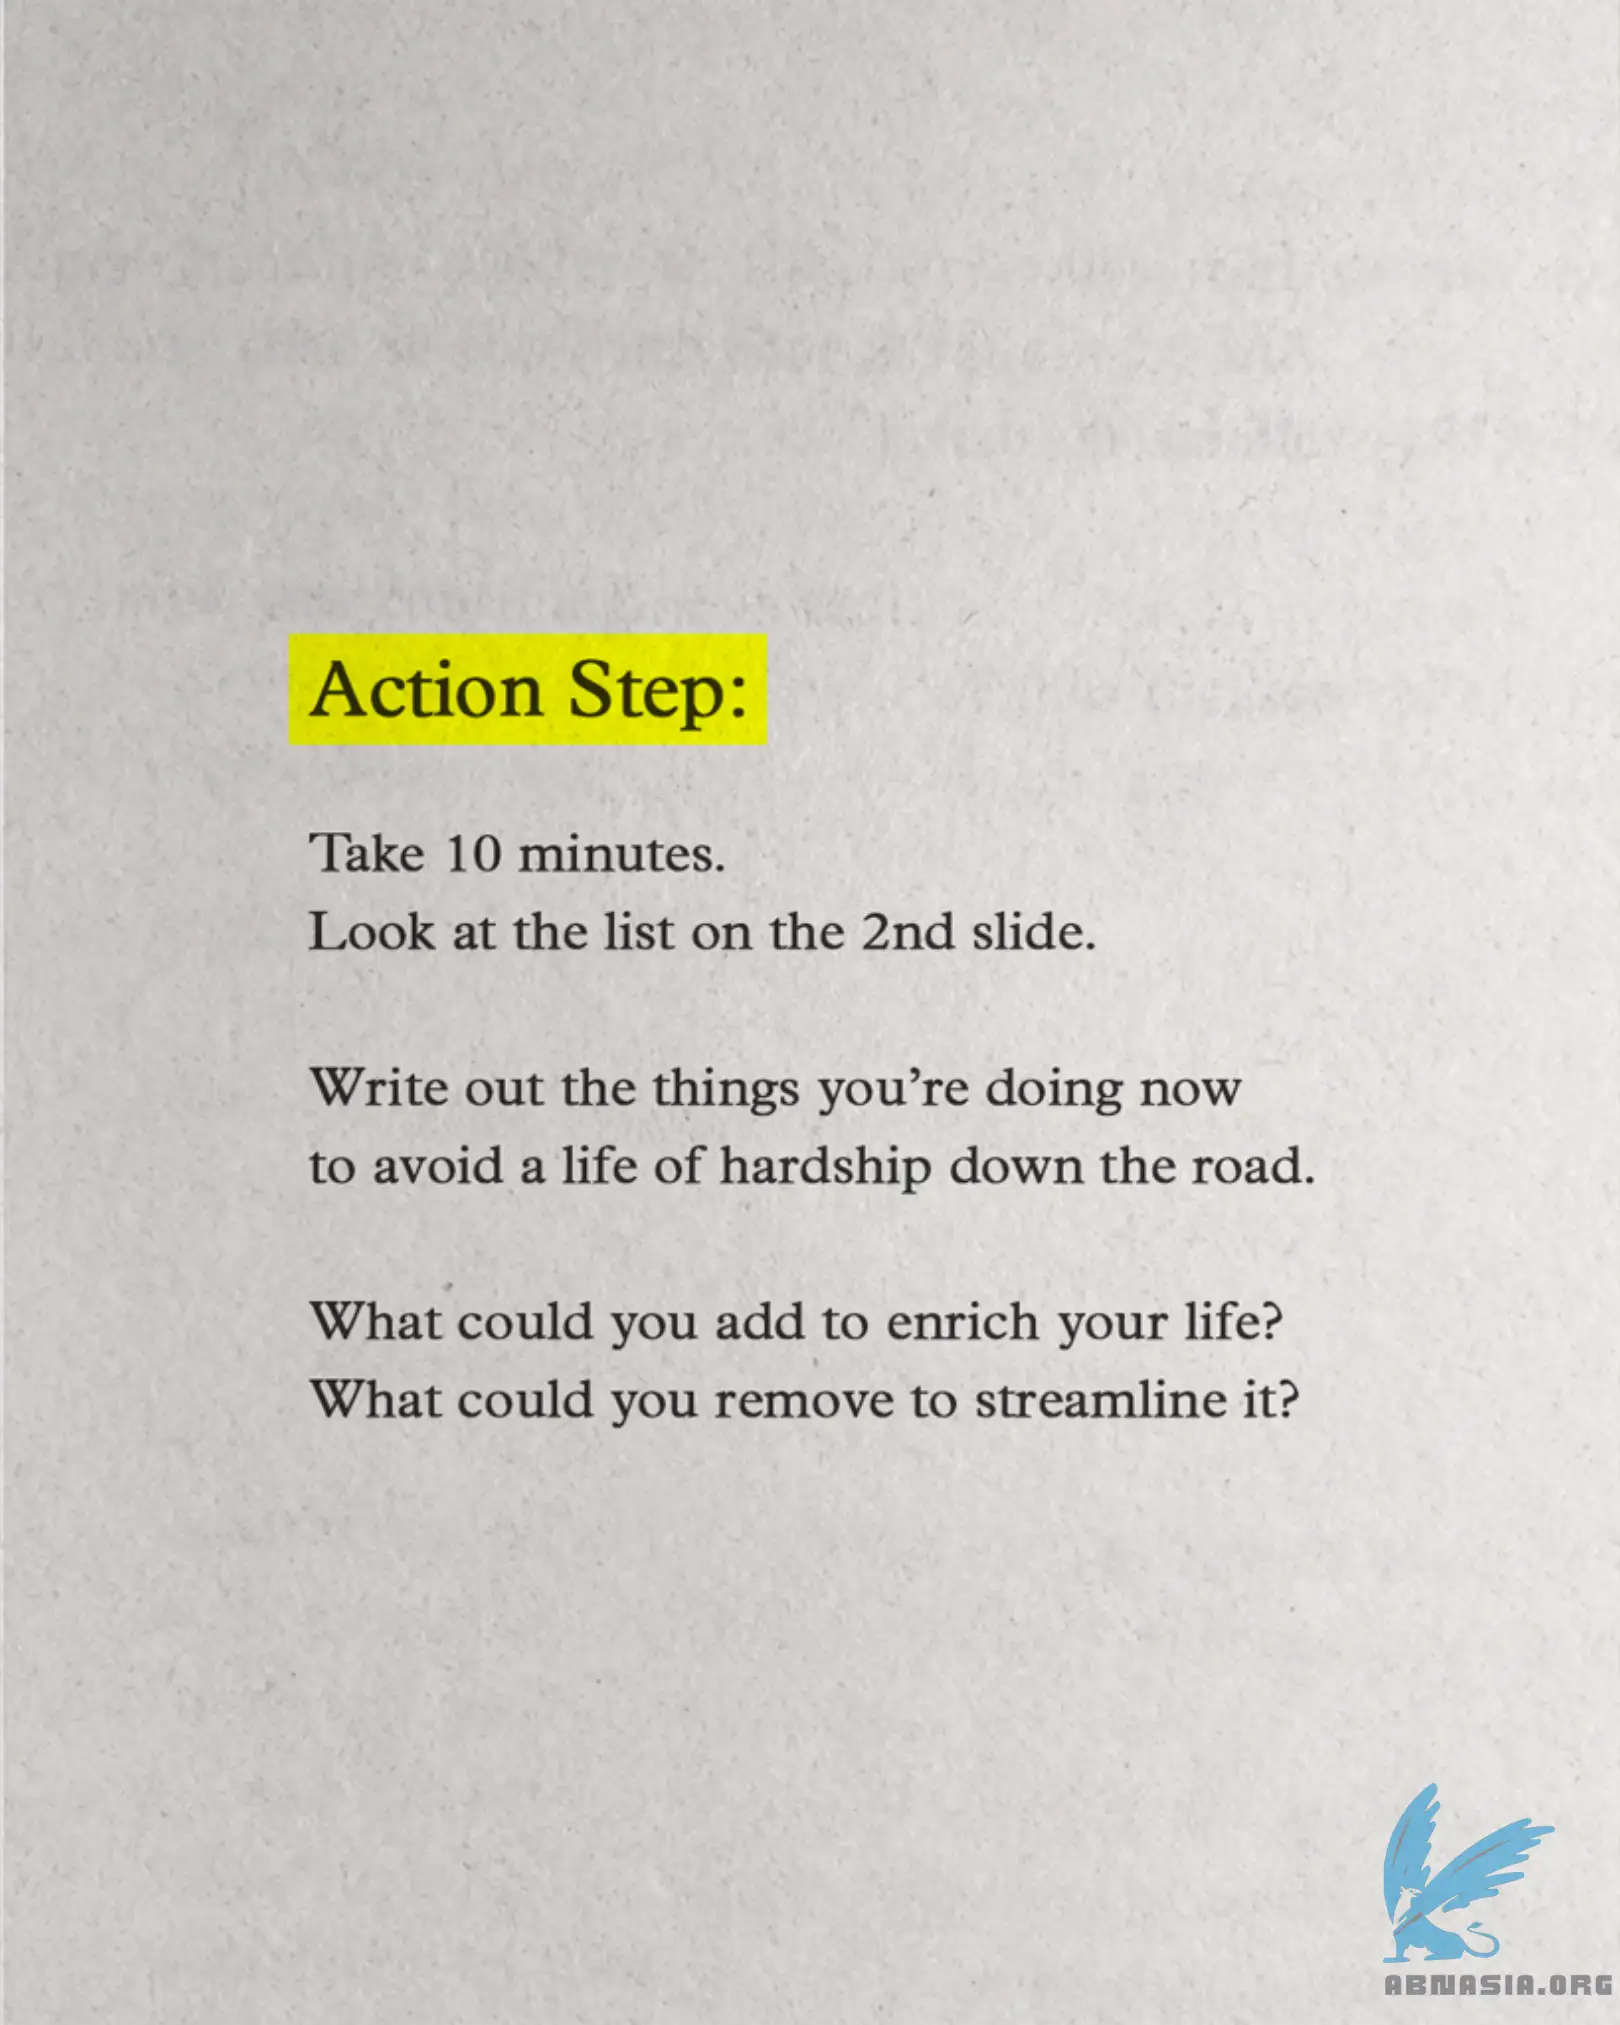 Action Step:
Take 10 minutes.
Look at the list on the 2nd slide.
Write out the things you’re doing now
to avoid a life of hardship down the road.
What could you add to enrich your life?
What could you remove to streamline it?
ABNASIA.ORG